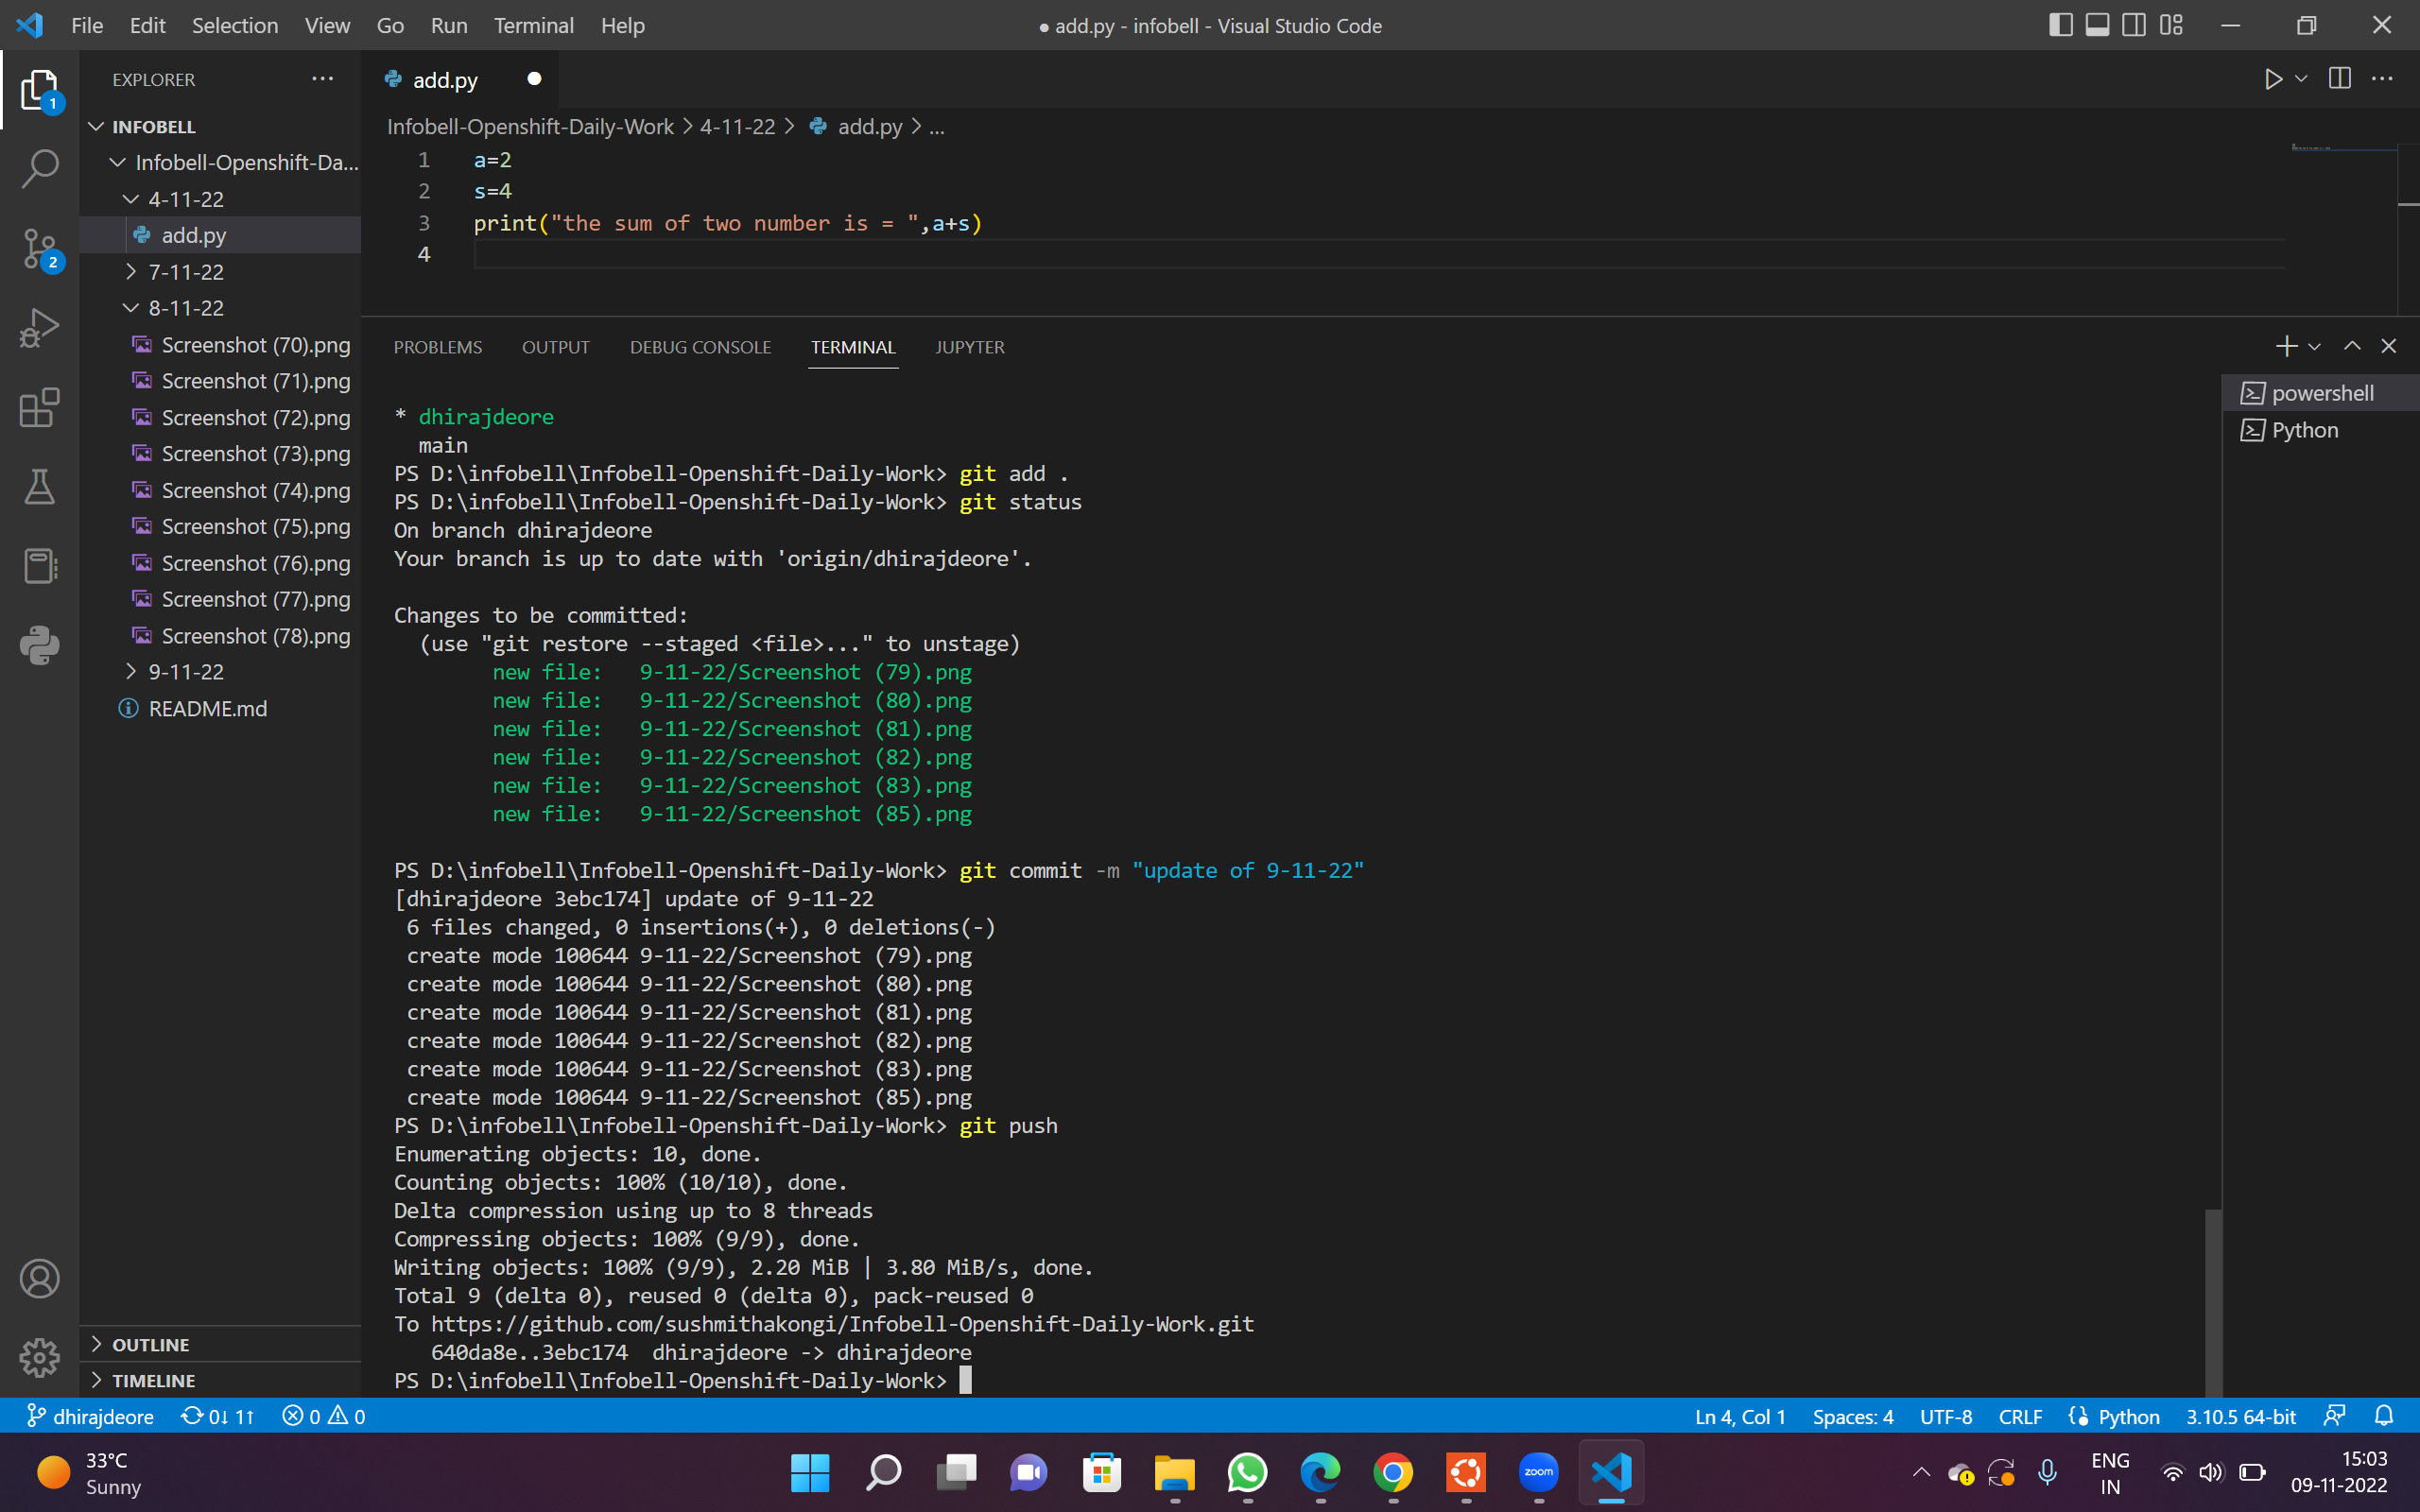 File Edit Selection View Go Run Terminal Help
● add.py - infobell - Visual Studio Code
EXPLORER
INFOBELL
Infobell-Openshift-Da...
4-11-22
add.py
7-11-22
8-11-22
Screenshot (70).png
Screenshot (71).png
Screenshot (72).png
Screenshot (73).png
Screenshot (74).png
Screenshot (75).png
Screenshot (76).png
Screenshot (77).png
Screenshot (78).png
9-11-22
README.md
OUTLINE
TIMELINE
1
2
add.py
Infobell-Openshift-Daily-Work > 4-11-22 > add.py > ...
1 a=2
2 s=4
3 print("the sum of two number is = ",a+s)
4
PROBLEMS OUTPUT DEBUG CONSOLE TERMINAL JUPYTER
powershell
Python
* dhirajdeore
main
PS D:\infobell\Infobell-Openshift-Daily-Work> git add .
PS D:\infobell\Infobell-Openshift-Daily-Work> git status
On branch dhirajdeore
Your branch is up to date with 'origin/dhirajdeore'.
Changes to be committed:
(use "git restore --staged <file>..." to unstage)
new file: 9-11-22/Screenshot (79).png
new file: 9-11-22/Screenshot (80).png
new file: 9-11-22/Screenshot (81).png
new file: 9-11-22/Screenshot (82).png
new file: 9-11-22/Screenshot (83).png
new file: 9-11-22/Screenshot (85).png
PS D:\infobell\Infobell-Openshift-Daily-Work> git commit -m "update of 9-11-22"
[dhirajdeore 3ebc174] update of 9-11-22
6 files changed, 0 insertions(+), 0 deletions(-)
create mode 100644 9-11-22/Screenshot (79).png
create mode 100644 9-11-22/Screenshot (80).png
create mode 100644 9-11-22/Screenshot (81).png
create mode 100644 9-11-22/Screenshot (82).png
create mode 100644 9-11-22/Screenshot (83).png
create mode 100644 9-11-22/Screenshot (85).png
PS D:\infobell\Infobell-Openshift-Daily-Work> git push
Enumerating objects: 10, done.
Counting objects: 100% (10/10), done.
Delta compression using up to 8 threads
Compressing objects: 100% (9/9), done.
Writing objects: 100% (9/9), 2.20 MiB | 3.80 MiB/s, done.
Total 9 (delta 0), reused 0 (delta 0), pack-reused 0
To https://github.com/sushmithakongi/Infobell-Openshift-Daily-Work.git
640da8e..3ebc174 dhirajdeore -> dhirajdeore
PS D:\infobell\Infobell-Openshift-Daily-Work>
dhirajdeore 0↓ 1↑ 0 0
Ln 4, Col 1 Spaces: 4 UTF-8 CRLF Python 3.10.5 64-bit
33°C
Sunny
zoom
ENG
IN
15:03
09-11-2022